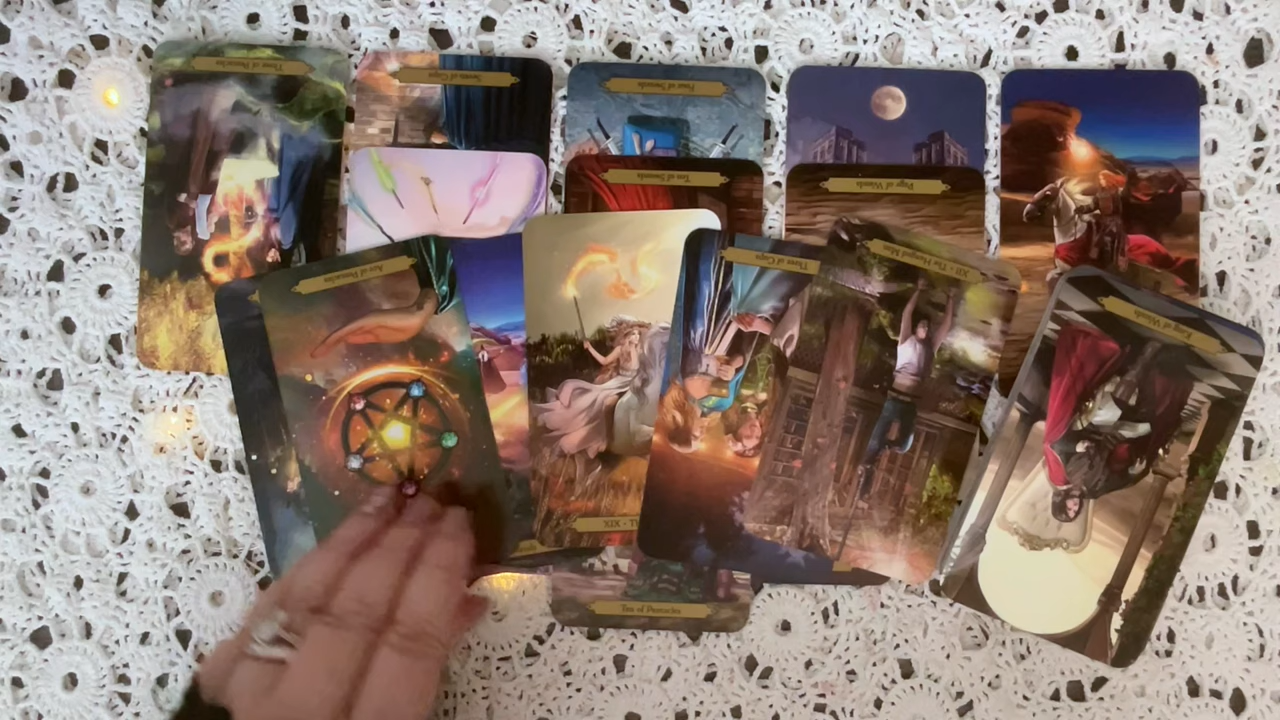 Three of Pentacles
Seven of Cups
Four of Swords
Ten of Swords
Page of Wands
Ace of Pentacles
Three of Cups
XII • The Hanged Man
King of Wands
XIX • T
Ten of Pentacles